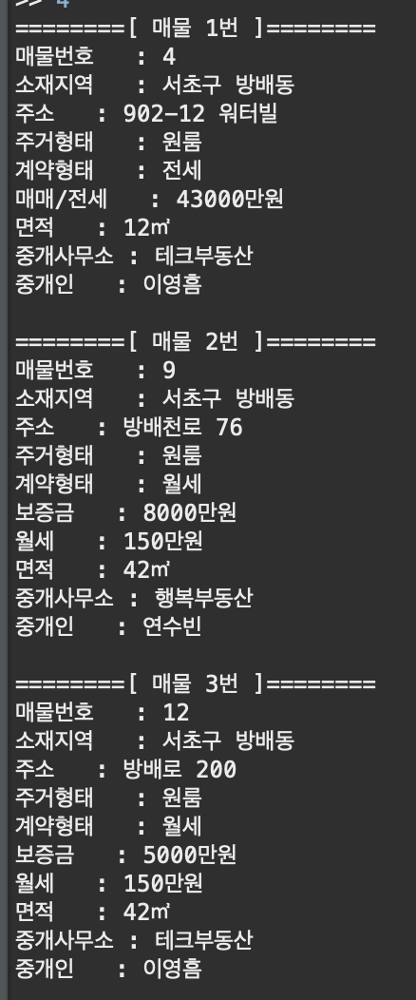 >> 4
========[ 매물 1번 ]========
매물번호 : 4
소재지역 : 서초구 방배동
주소 : 902-12 워터빌
주거형태 : 원룸
계약형태 : 전세
매매/전세 : 43000만원
면적 : 12㎡
중개사무소 : 테크부동산
중개인 : 이영흠
========[ 매물 2번 ]========
매물번호 : 9
소재지역 : 서초구 방배동
주소 : 방배천로 76
주거형태 : 원룸
계약형태 : 월세
보증금 : 8000만원
월세 : 150만원
면적 : 42㎡
중개사무소 : 행복부동산
중개인 : 연수빈
========[ 매물 3번 ]========
매물번호 : 12
소재지역 : 서초구 방배동
주소 : 방배로 200
주거형태 : 원룸
계약형태 : 월세
보증금 : 5000만원
월세 : 150만원
면적 : 42㎡
중개사무소 : 테크부동산
중개인 : 이영흠